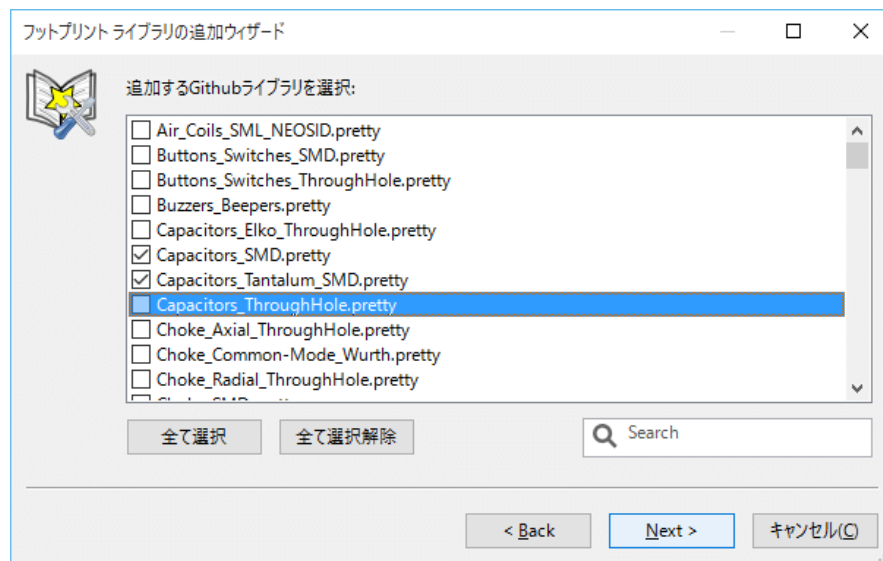 フットプリント ライブラリの追加ウィザード
追加するGithubライブラリを選択:
Air_Coils_SML_NEOSID.pretty
Buttons_Switches_SMD.pretty
Buttons_Switches_ThroughHole.pretty
Buzzers_Beepers.pretty
Capacitors_Elko_ThroughHole.pretty
Capacitors_SMD.pretty
Capacitors_Tantalum_SMD.pretty
Capacitors_ThroughHole.pretty
Choke_Axial_ThroughHole.pretty
Choke_Common-Mode_Wurth.pretty
Choke_Radial_ThroughHole.pretty
全て選択 全て選択解除 Search
< Back Next > キャンセル(C)